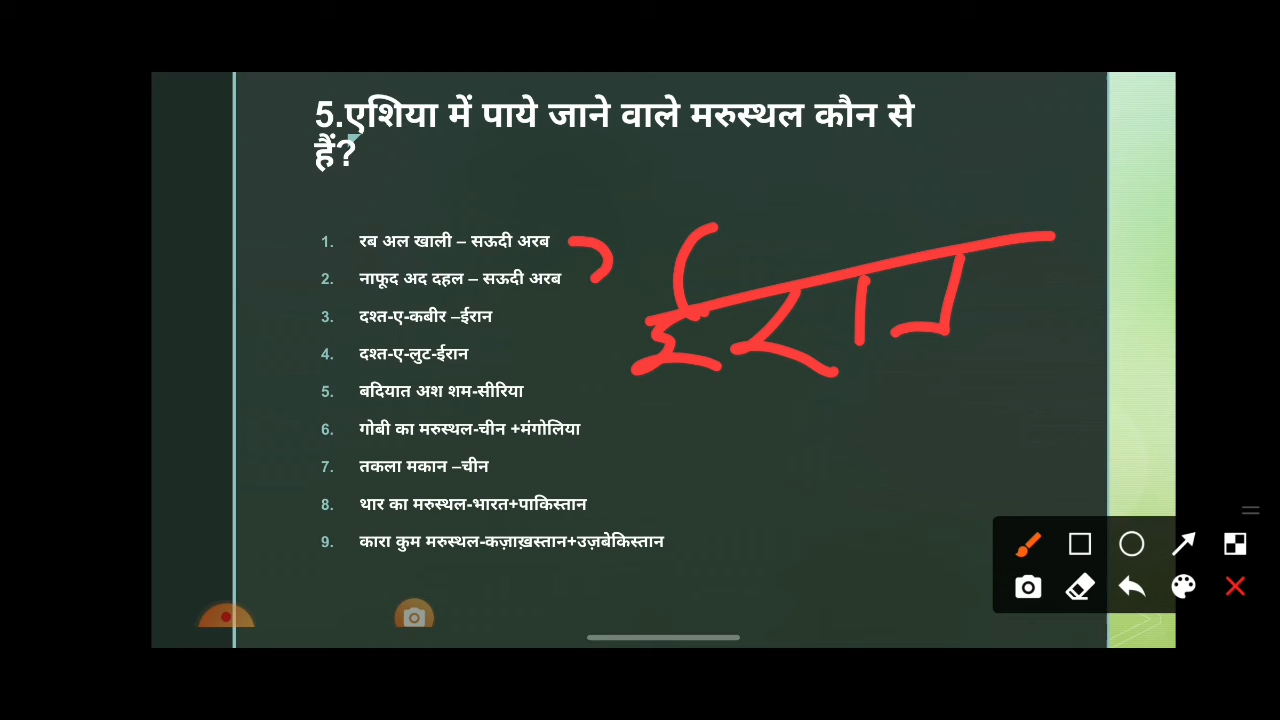 5.एशिया में पाये जाने वाले मरुस्थल कौन से
हैं?
1. रब अल खाली – सऊदी अरब
2. नाफूद अद दहल – सऊदी अरब
3. दश्त-ए-कबीर –ईरान
4. दश्त-ए-लुट-ईरान
5. बदियात अश शम-सीरिया
6. गोबी का मरुस्थल-चीन +मंगोलिया
7. तकला मकान –चीन
8. थार का मरुस्थल-भारत+पाकिस्तान
9. कारा कुम मरुस्थल-कज़ाख़स्तान+उज़बेकिस्तान
ईरान